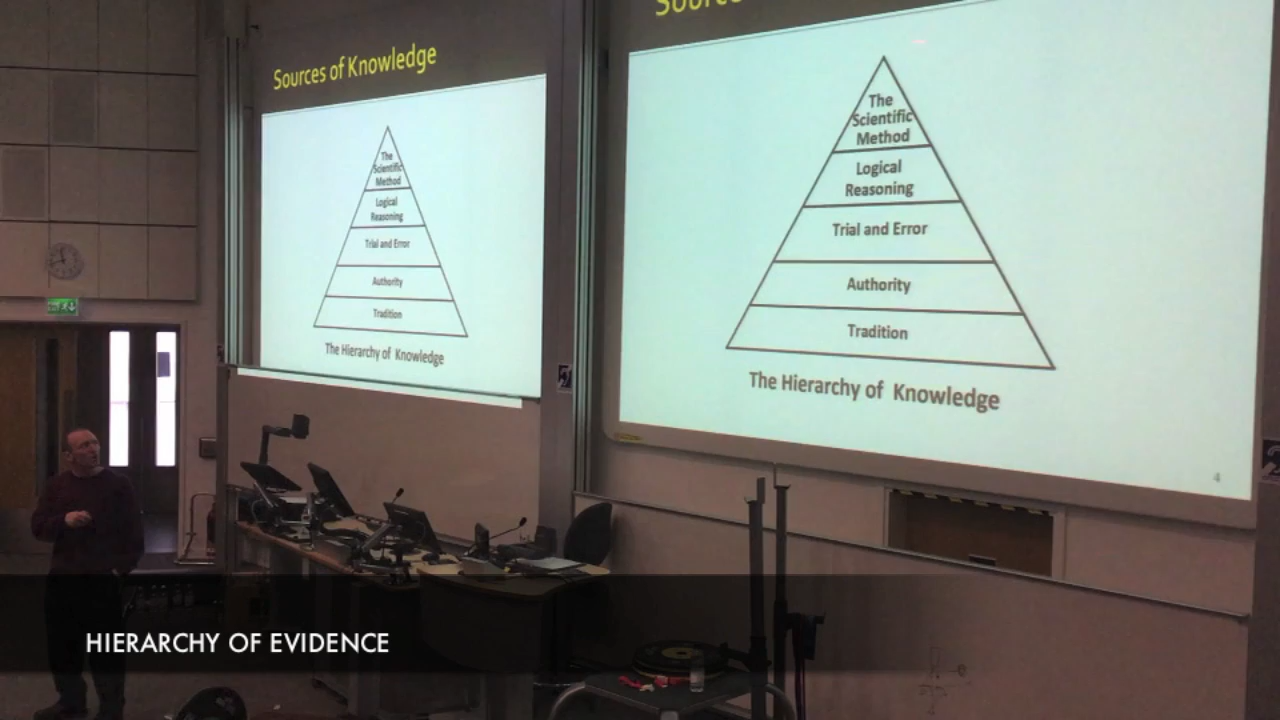 Sources of Knowledge
The
Scientific
Method
Logical
Reasoning
Trial and Error
Authority
Tradition
The Hierarchy of Knowledge
The
Scientific
Method
Logical
Reasoning
Trial and Error
Authority
Tradition
The Hierarchy of Knowledge
4
HIERARCHY OF EVIDENCE